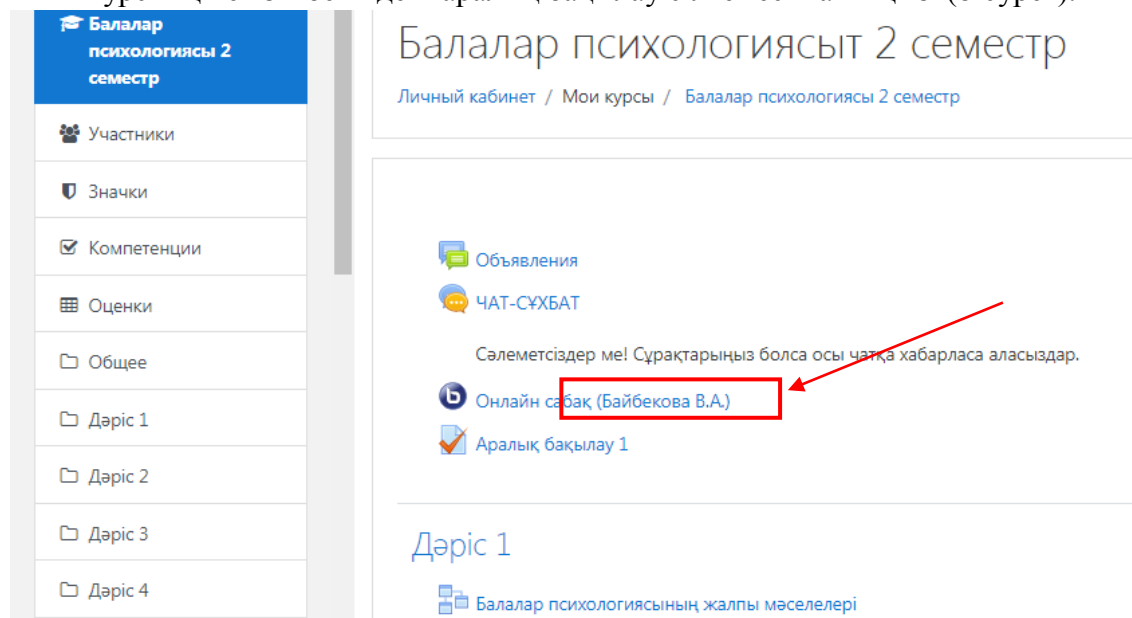 Балалар
психологиясы 2
семестр
Участники
Значки
Компетенции
Оценки
Общее
Дәріс 1
Дәріс 2
Дәріс 3
Дәріс 4
Балалар психологиясыт 2 семестр
Личный кабинет / Мои курсы / Балалар психологиясы 2 семестр
Объявления
ЧАТ-СҰХБАТ
Сәлеметсіздер ме! Сұрақтарыңыз болса осы чатқа хабарласа аласыздар.
Онлайн сабақ (Байбекова В.А.)
Аралық бақылау 1
Дәріс 1
Балалар психологиясының жалпы мәселелері